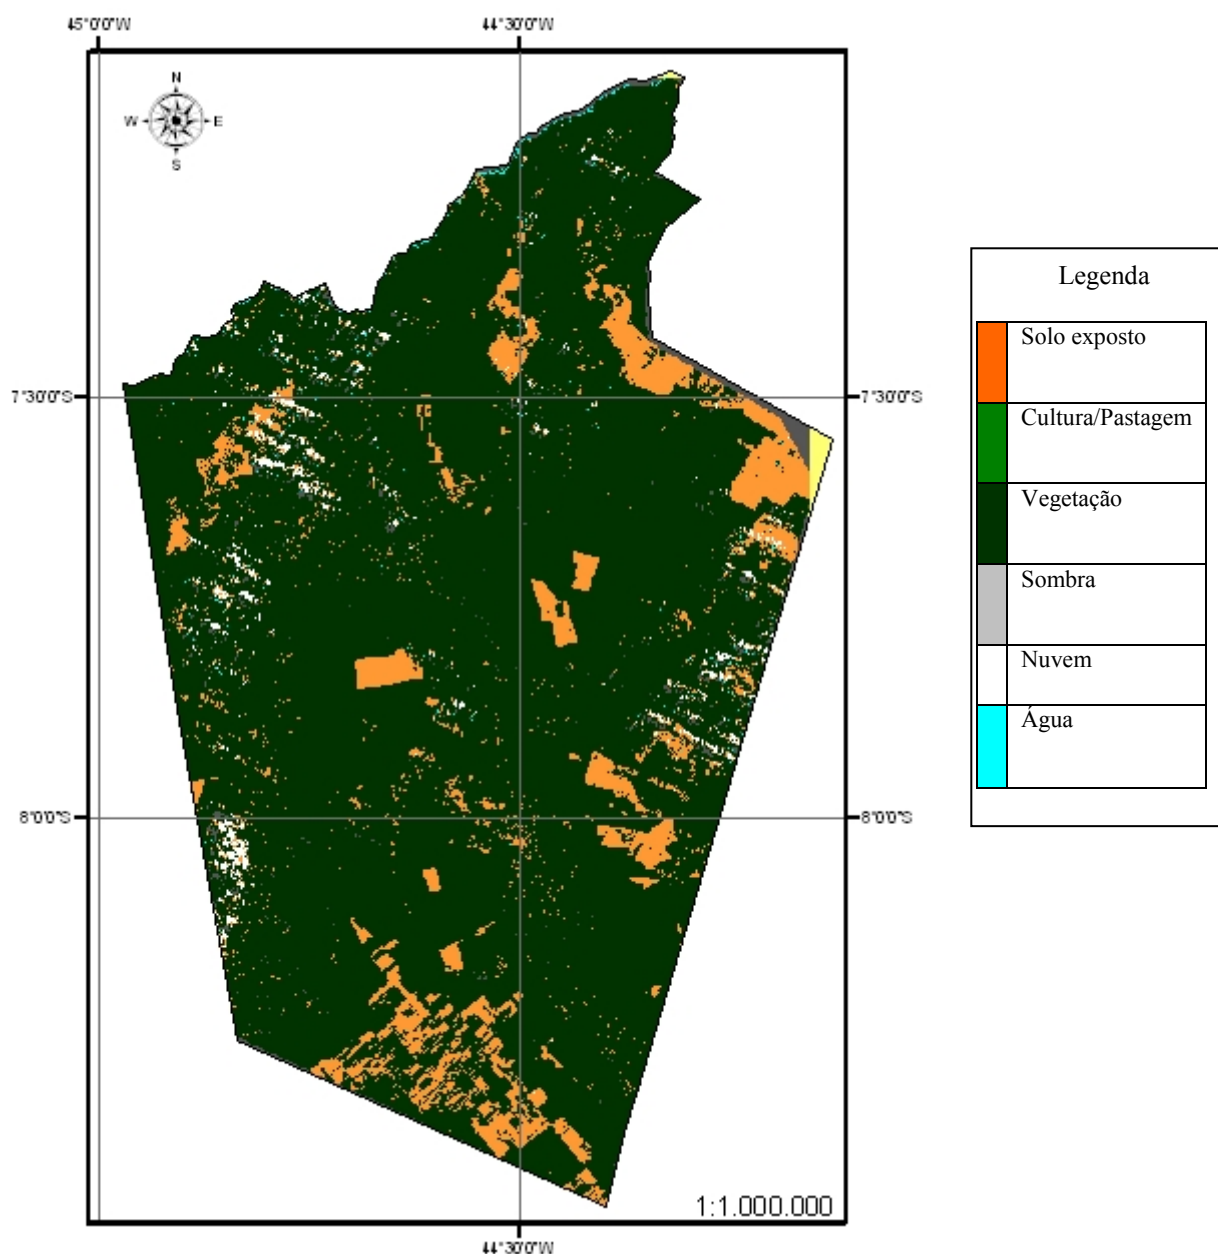 45°0'0"W
44°30'0"W
N
W
E
S
7°30'0"S
7°30'0"S
8°0'0"S
8°0'0"S
1:1.000.000
44°30'0"W
Legenda
Solo exposto
Cultura/Pastagem
Vegetação
Sombra
Nuvem
Água